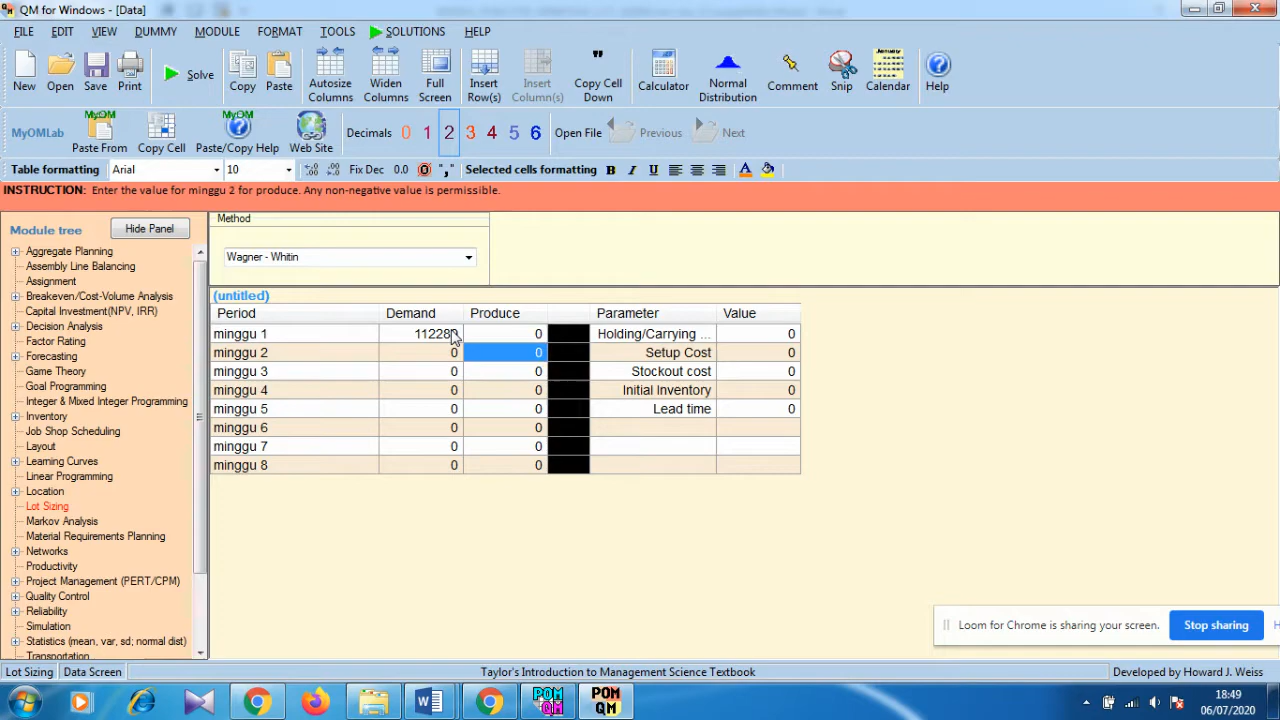 QM for Windows - [Data]
FILE EDIT VIEW DUMMY MODULE FORMAT TOOLS SOLUTIONS HELP
New Open Save Print Solve Copy Paste Autosize Columns Widen Columns Full Screen Insert Row(s) Insert Column(s) Copy Cell Down Calculator Normal Distribution Comment Snip Calendar Help
January
MyOMLab MyOM Paste From Copy Cell MyOM Paste/Copy Help Web Site Decimals 0 1 2 3 4 5 6 Open File Previous Next
Table formatting Arial 10 Fix Dec 0.0 Selected cells formatting B I U A
INSTRUCTION: Enter the value for minggu 2 for produce. Any non-negative value is permissible.
Module tree
Hide Panel
Aggregate Planning
Assembly Line Balancing
Assignment
Breakeven/Cost-Volume Analysis
Capital Investment(NPV, IRR)
Decision Analysis
Factor Rating
Forecasting
Game Theory
Goal Programming
Integer & Mixed Integer Programming
Inventory
Job Shop Scheduling
Layout
Learning Curves
Linear Programming
Location
Lot Sizing
Markov Analysis
Material Requirements Planning
Networks
Productivity
Project Management (PERT/CPM)
Quality Control
Reliability
Simulation
Statistics (mean, var, sd; normal dist)
Transportation
Method
Wagner - Whitin
(untitled)
Period Demand Produce Parameter Value
minggu 1 0 Holding/Carrying ... 0
minggu 2 0 0 Setup Cost 0
minggu 3 0 0 Stockout cost 0
minggu 4 0 0 Initial Inventory 0
minggu 5 0 0 Lead time 0
minggu 6 0 0
minggu 7 0 0
minggu 8 0 0
Loom for Chrome is sharing your screen. Stop sharing H
Lot Sizing Data Screen Taylor's Introduction to Management Science Textbook Developed by Howard J. Weiss
POM QM POM QM
18:49
06/07/2020